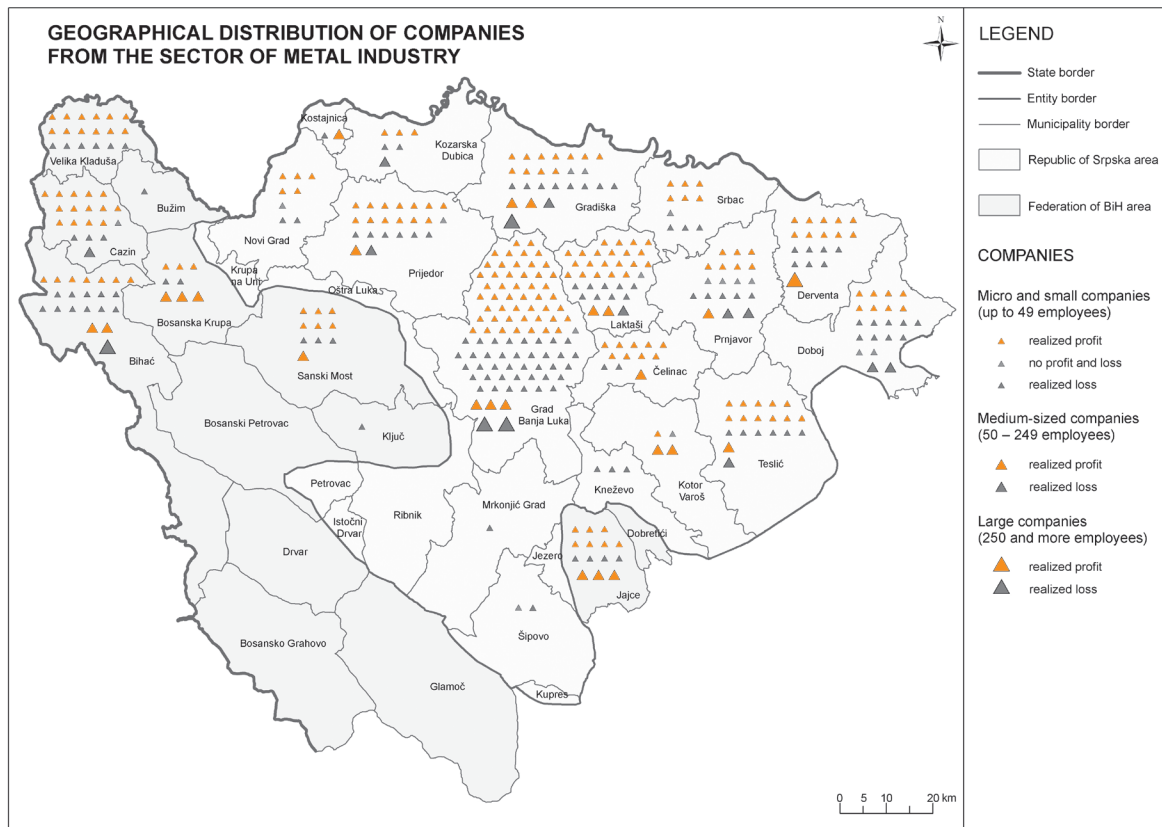 GEOGRAPHICAL DISTRIBUTION OF COMPANIES
FROM THE SECTOR OF METAL INDUSTRY
N
Kostajnica
Kozarska
Dubica
Velika Kladuša
Bužim
Gradiška
Srbac
Novi Grad
Cazin
Krupa
na Uni
Prijedor
Oštra Luka
Derventa
Bosanska Krupa
Laktaši
Prnjavor
Doboj
Bihać
Sanski Most
Čelinac
Grad
Banja Luka
Bosanski Petrovac
Ključ
Teslić
Petrovac
Kneževo
Kotor
Varoš
Ribnik
Mrkonjić Grad
Istočni
Drvar
Dobretići
Drvar
Jezero
Jajce
Šipovo
Bosansko Grahovo
Glamoč
Kupres
0 5 10 20 km
LEGEND
State border
Entity border
Municipality border
Republic of Srpska area
Federation of BiH area
COMPANIES
Micro and small companies
(up to 49 employees)
realized profit
no profit and loss
realized loss
Medium-sized companies
(50 – 249 employees)
realized profit
realized loss
Large companies
(250 and more employees)
realized profit
realized loss